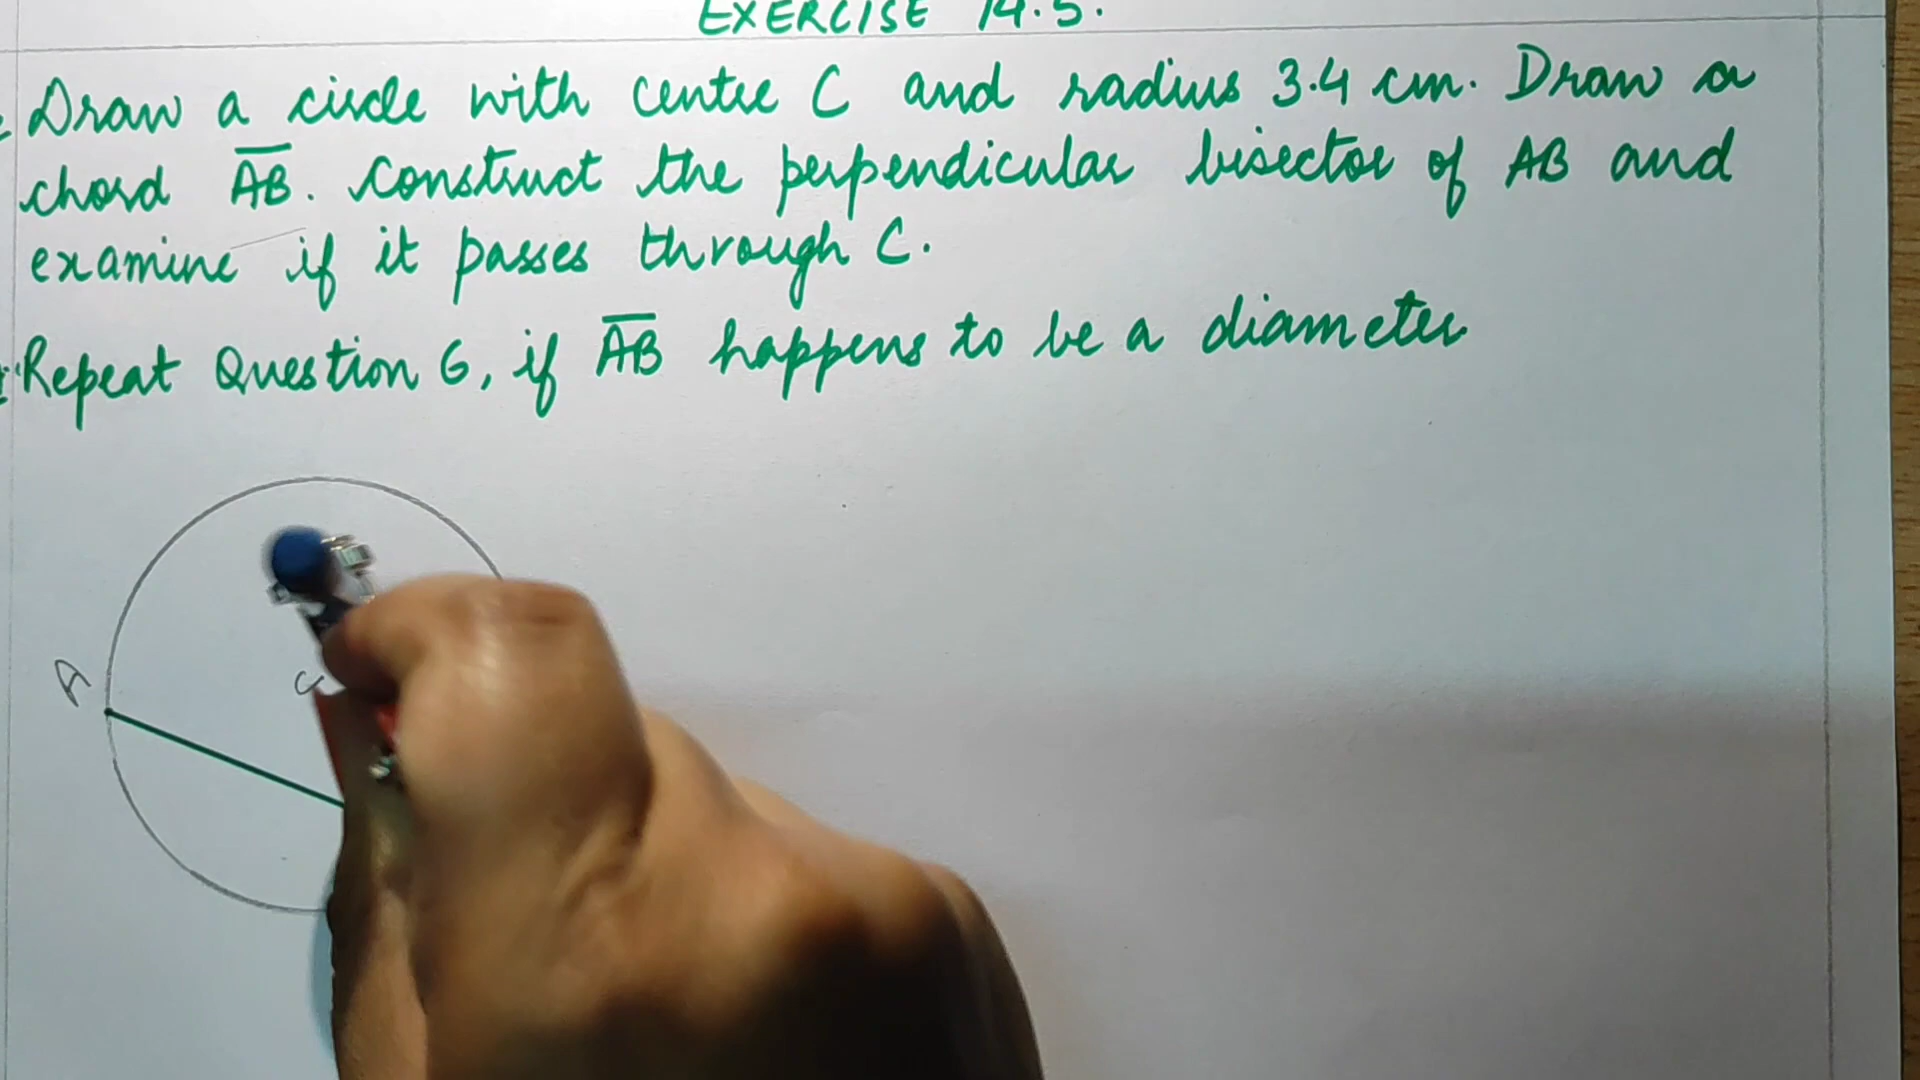 EXERCISE 14.5.
Draw a circle with centre C and radius 3.4 cm. Draw a
chord AB. Construct the perpendicular bisector of AB and
examine if it passes through C.
Repeat Question 6, if AB happens to be a diameter
A
C